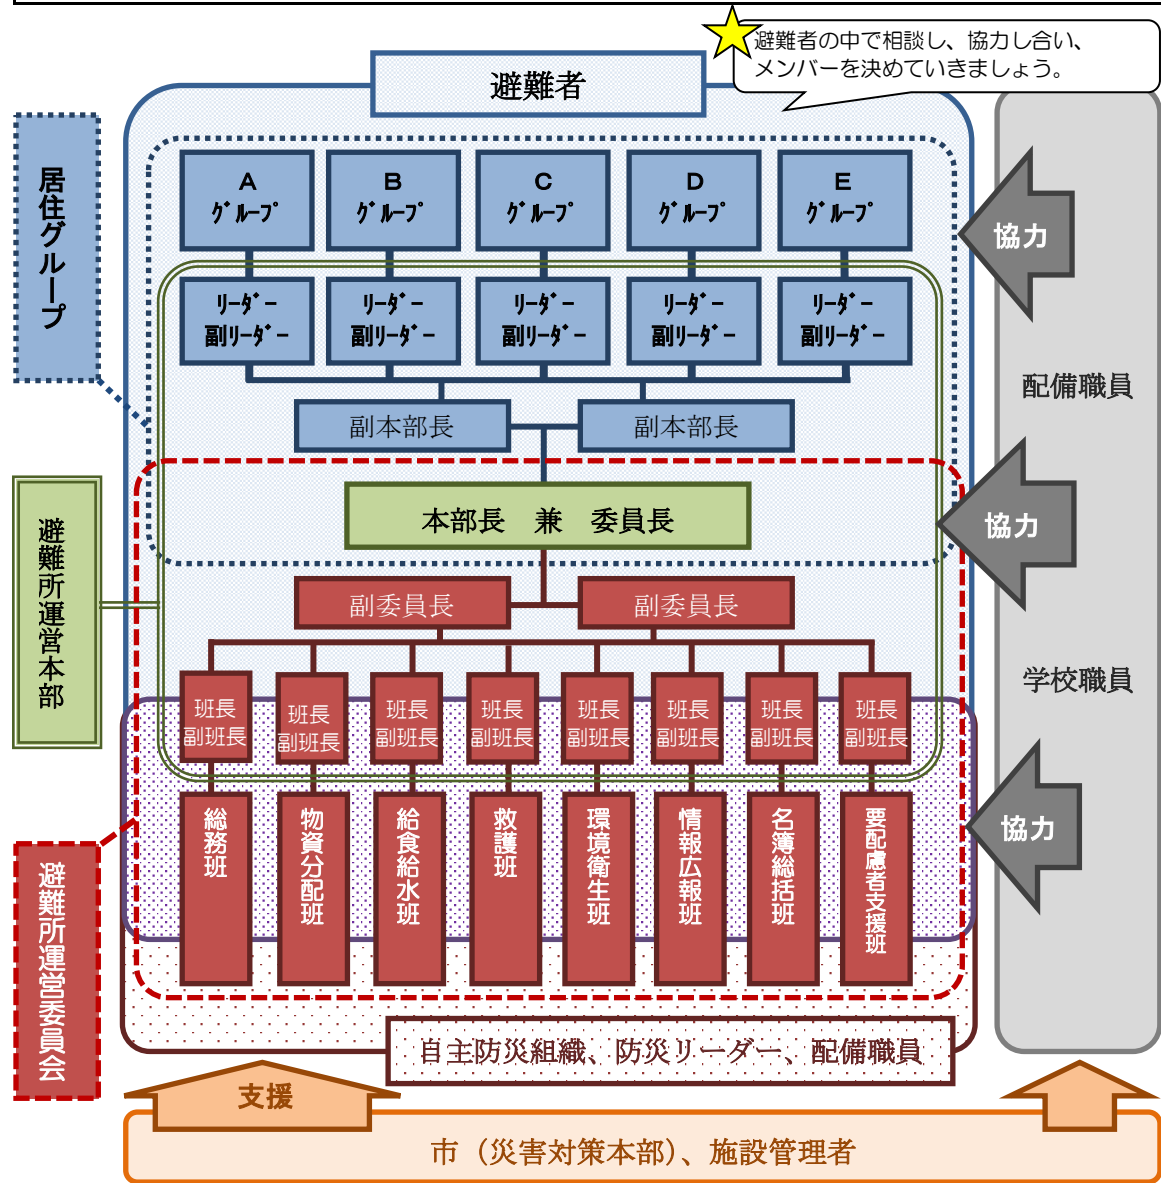 避難者の中で相談し、協力し合い、
メンバーを決めていきましょう。
避難者
居住グループ
A
グループ
B
グループ
C
グループ
D
グループ
E
グループ
リーダー
副リーダー
リーダー
副リーダー
リーダー
副リーダー
リーダー
副リーダー
リーダー
副リーダー
協力
配備職員
副本部長
副本部長
本部長　兼　委員長
協力
避難所運営本部
副委員長
副委員長
学校職員
班長
副班長
班長
副班長
班長
副班長
班長
副班長
班長
副班長
班長
副班長
班長
副班長
班長
副班長
総務班
物資分配班
給食給水班
救護班
環境衛生班
情報広報班
名簿総括班
要配慮者支援班
協力
避難所運営委員会
自主防災組織、防災リーダー、配備職員
支援
市（災害対策本部）、施設管理者